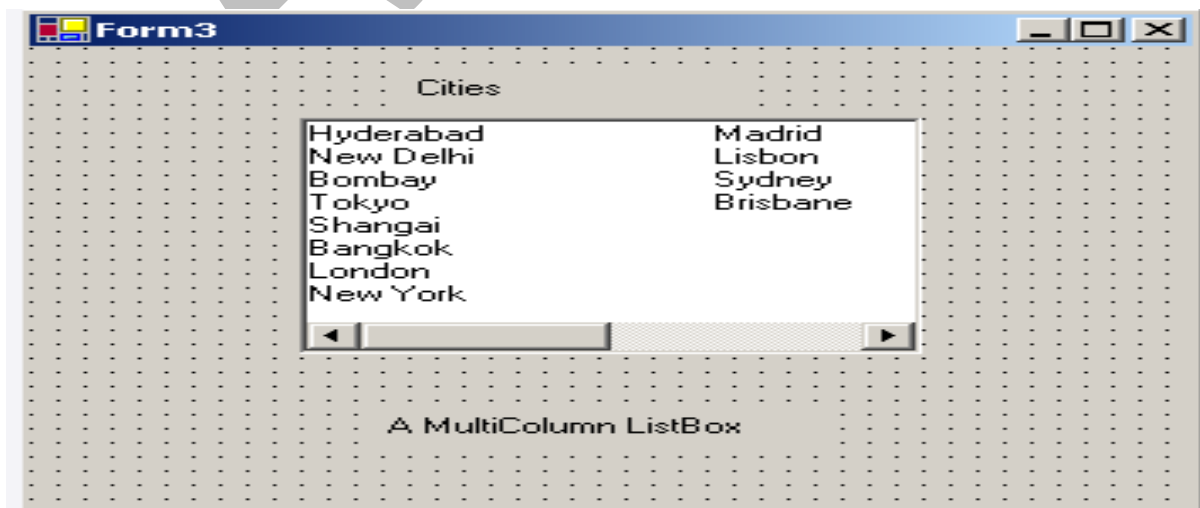 Form3
Cities
Hyderabad
New Delhi
Bombay
Tokyo
Shangai
Bangkok
London
New York
Madrid
Lisbon
Sydney
Brisbane
A MultiColumn ListBox